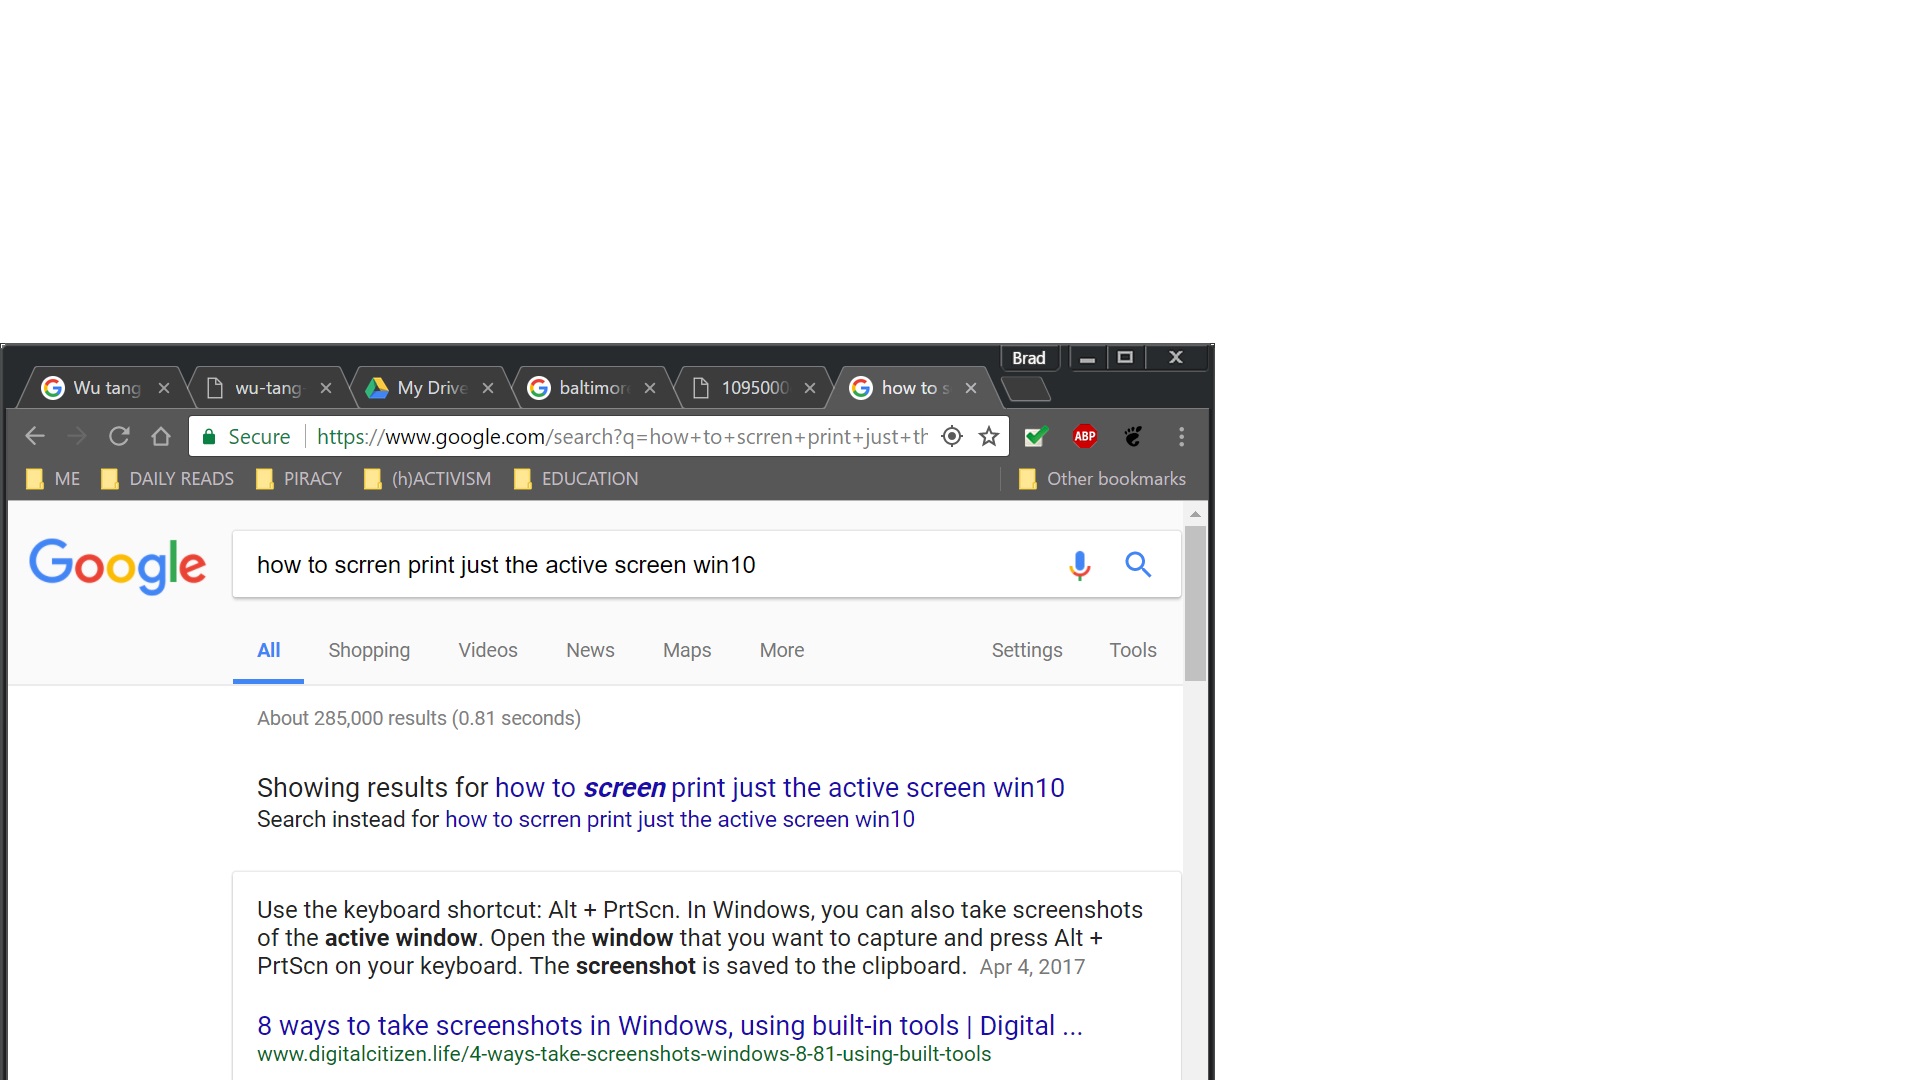 Brad
Wu tang
wu-tang-
My Drive
baltimor
1095000
how to s
Secure https://www.google.com/search?q=how+to+scrren+print+just+th
ABP
ME DAILY READS PIRACY (h)ACTIVISM EDUCATION Other bookmarks
Google how to scrren print just the active screen win10
All Shopping Videos News Maps More Settings Tools
About 285,000 results (0.81 seconds)
Showing results for how to screen print just the active screen win10
Search instead for how to scrren print just the active screen win10
Use the keyboard shortcut: Alt + PrtScn. In Windows, you can also take screenshots
of the active window. Open the window that you want to capture and press Alt +
PrtScn on your keyboard. The screenshot is saved to the clipboard. Apr 4, 2017
8 ways to take screenshots in Windows, using built-in tools | Digital ...
www.digitalcitizen.life/4-ways-take-screenshots-windows-8-81-using-built-tools